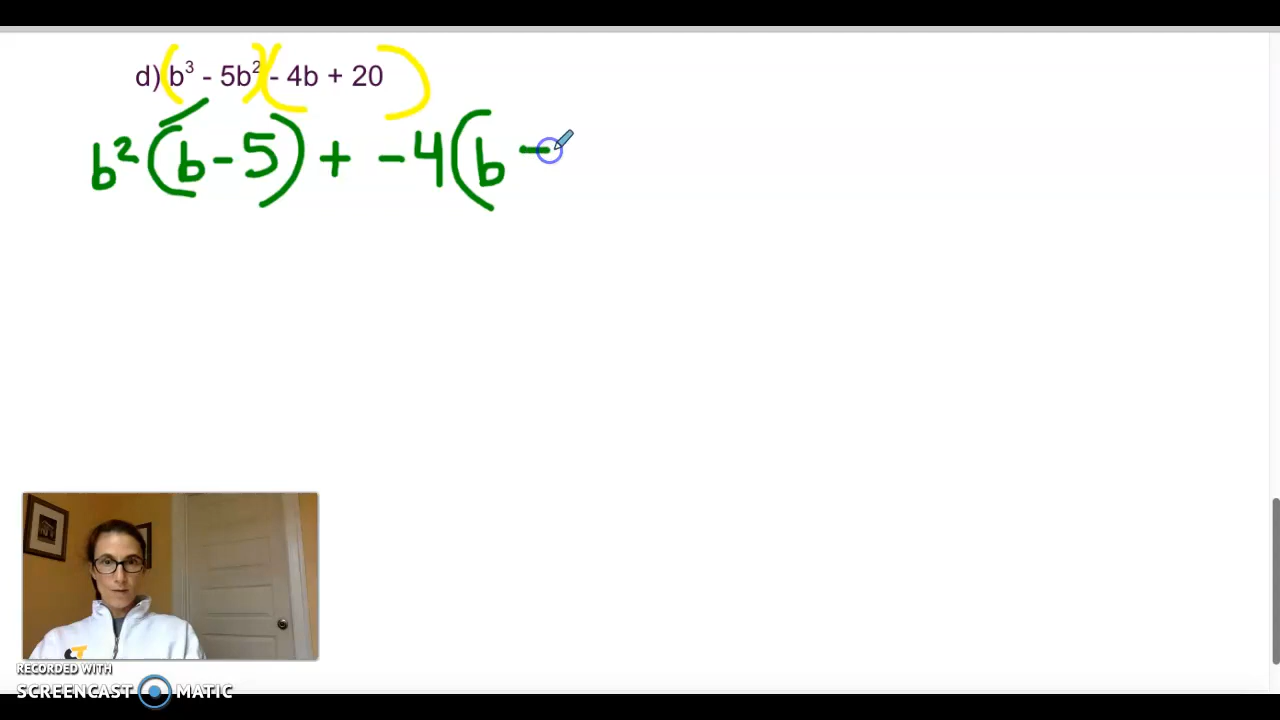 d) b³ - 5b² - 4b + 20
b² (b - 5) + -4(b -
RECORDED WITH
SCREENCAST MATIC